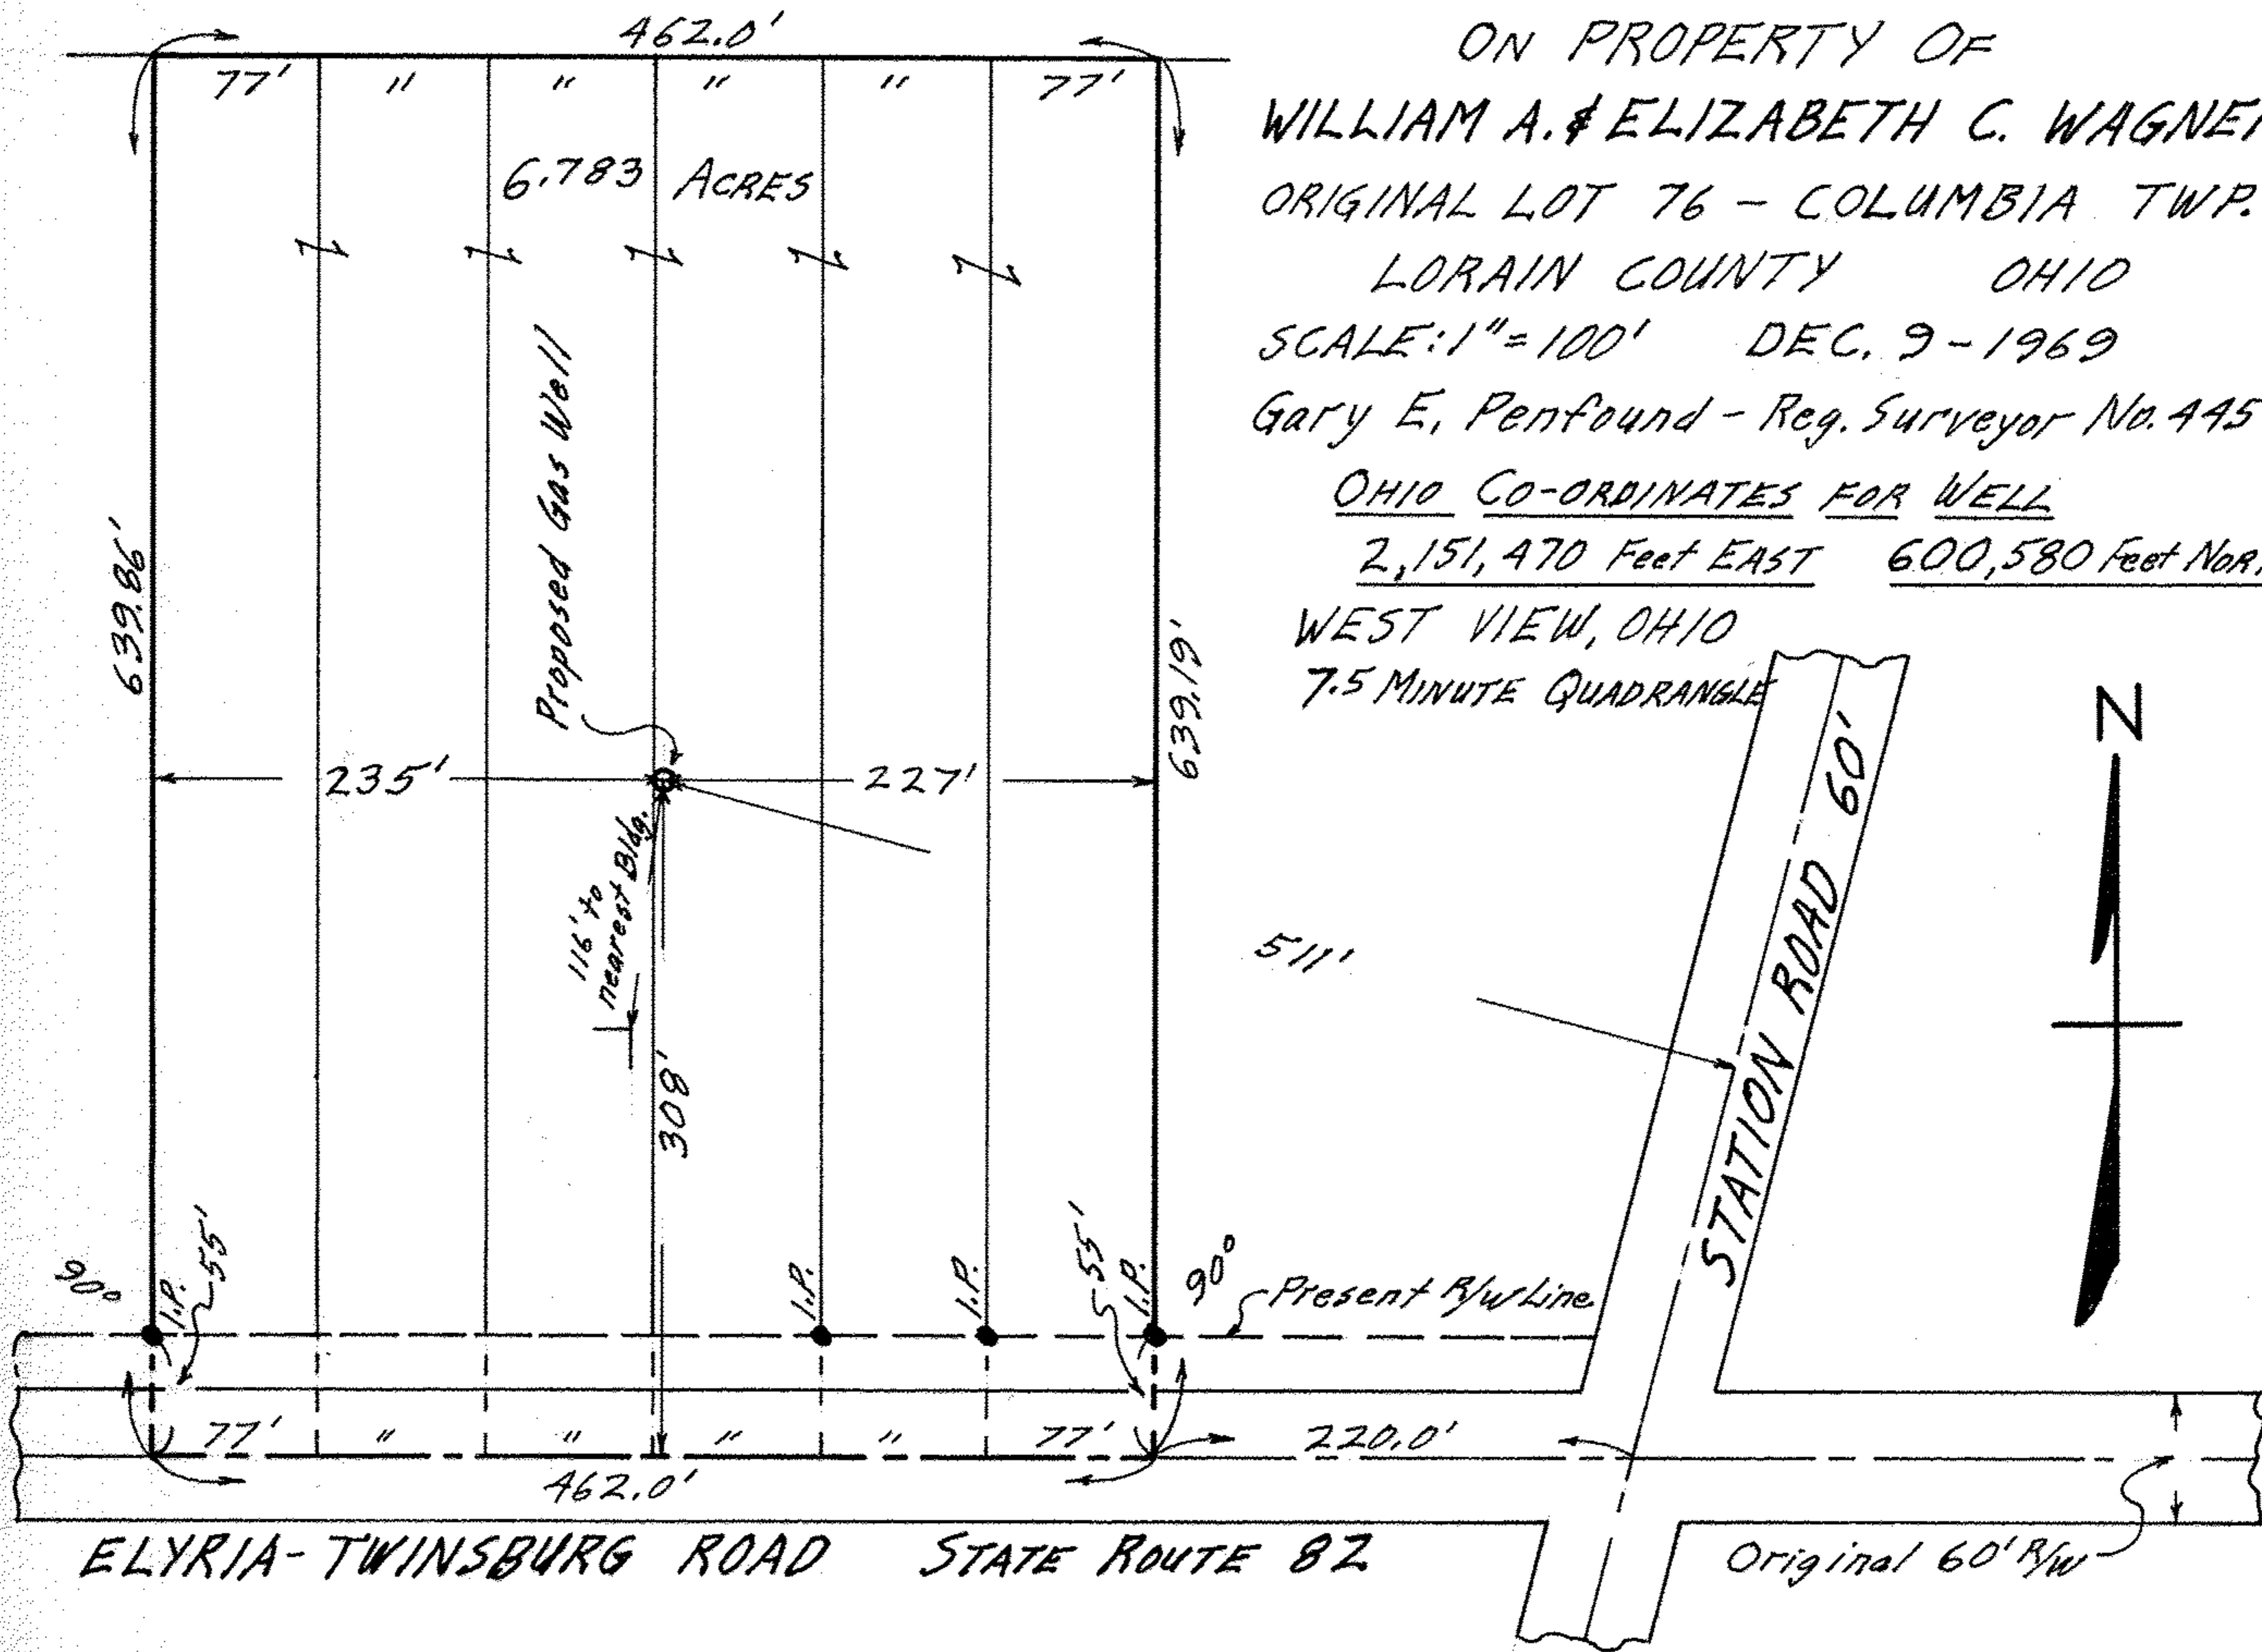 462.0'
77' " " " " 77'
6.783 ACRES
Proposed Gas Well
639.86'
639.19'
235'
227'
116' to
nearest Bldg.
308'
511'
ON PROPERTY OF
WILLIAM A. & ELIZABETH C. WAGNER
ORIGINAL LOT 76 - COLUMBIA TWP.
LORAIN COUNTY OHIO
SCALE: 1" = 100' DEC. 9 - 1969
Gary E. Penfound - Reg. Surveyor No. 445
OHIO CO-ORDINATES FOR WELL
2,151,470 Feet EAST 600,580 Feet NOR
WEST VIEW, OHIO
7.5 MINUTE QUADRANGLE
N
STATION ROAD 60'
90°
I.P.
55'
I.P.
I.P.
55'
I.P.
90°
Present R/W Line
77' " " " " 77'
220.0'
462.0'
ELYRIA-TWINSBURG ROAD STATE ROUTE 82
Original 60' R/W